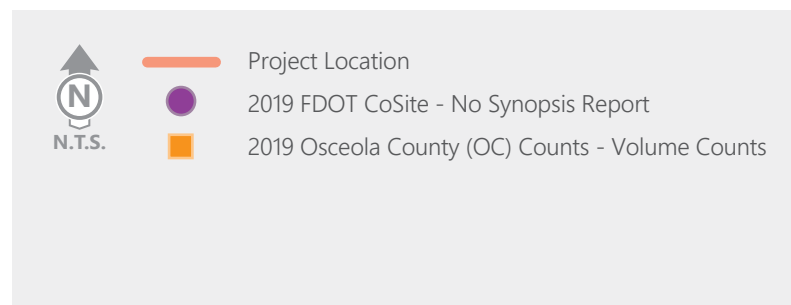 Project Location
N
2019 FDOT CoSite - No Synopsis Report
N.T.S.
2019 Osceola County (OC) Counts - Volume Counts